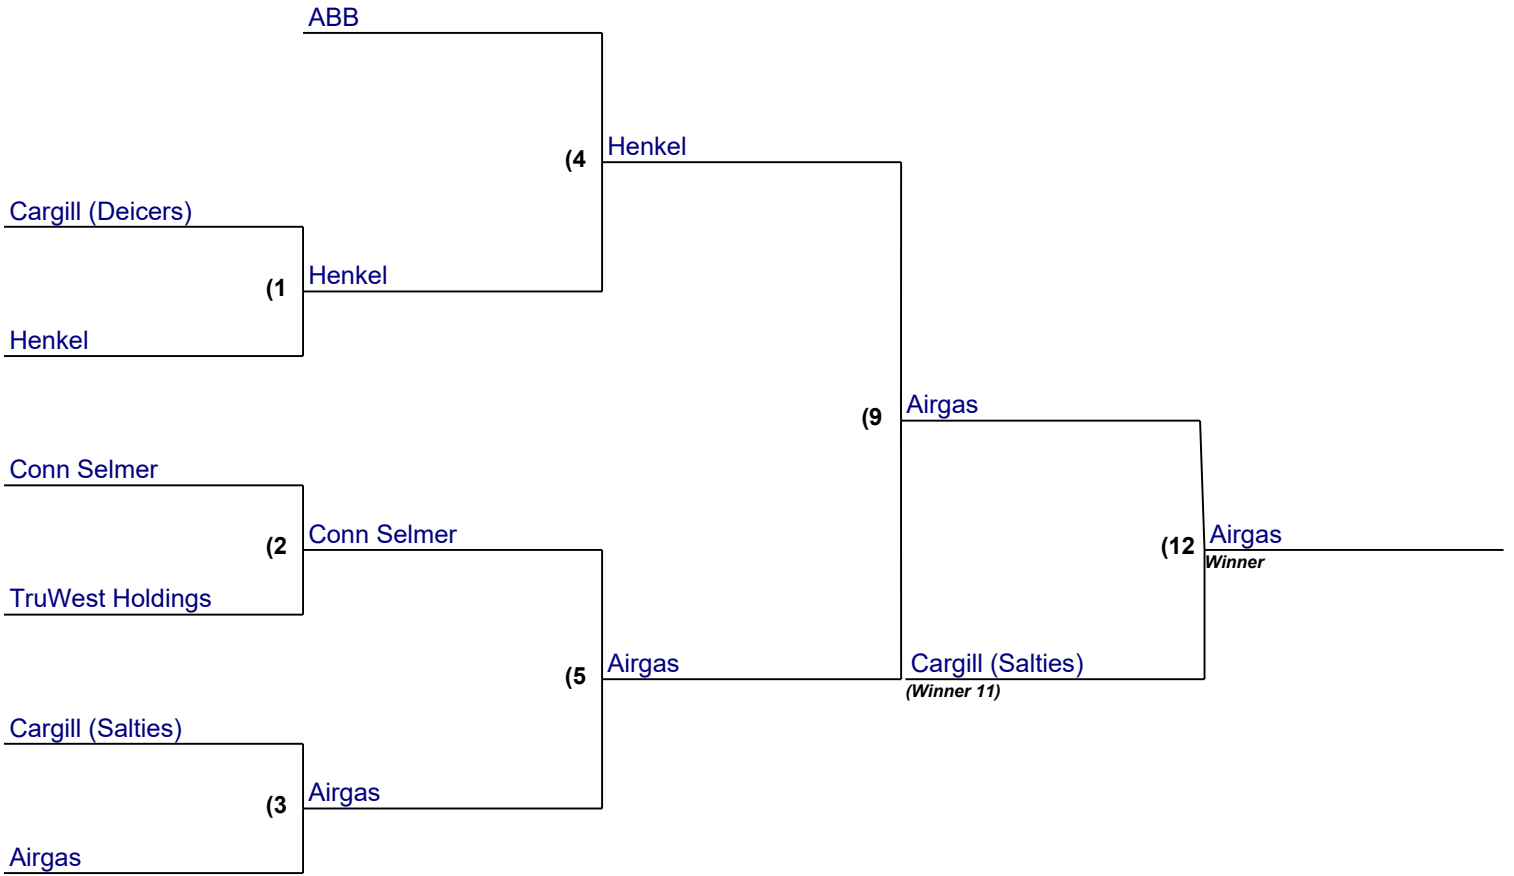 ABB
Henkel
(4
Cargill (Deicers)
Henkel
(1
Henkel
Airgas
(9
Conn Selmer
Conn Selmer
(2
Airgas
(12
Winner
TruWest Holdings
Airgas
(5
Cargill (Salties)
(Winner 11)
Cargill (Salties)
Airgas
(3
Airgas